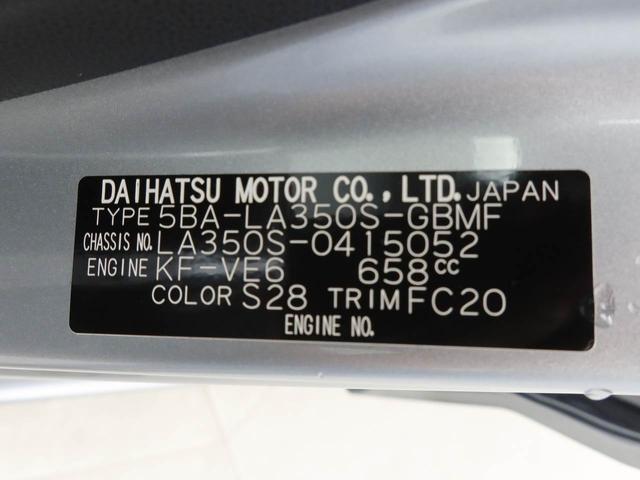 DAIHATSU MOTOR CO.,LTD. JAPAN
TYPE 5BA-LA350S-GBMF
CHASSIS NO. LA350S-0415052
ENGINE KF-VE6 658cc
COLOR S28 TRIM FC20
ENGINE NO.